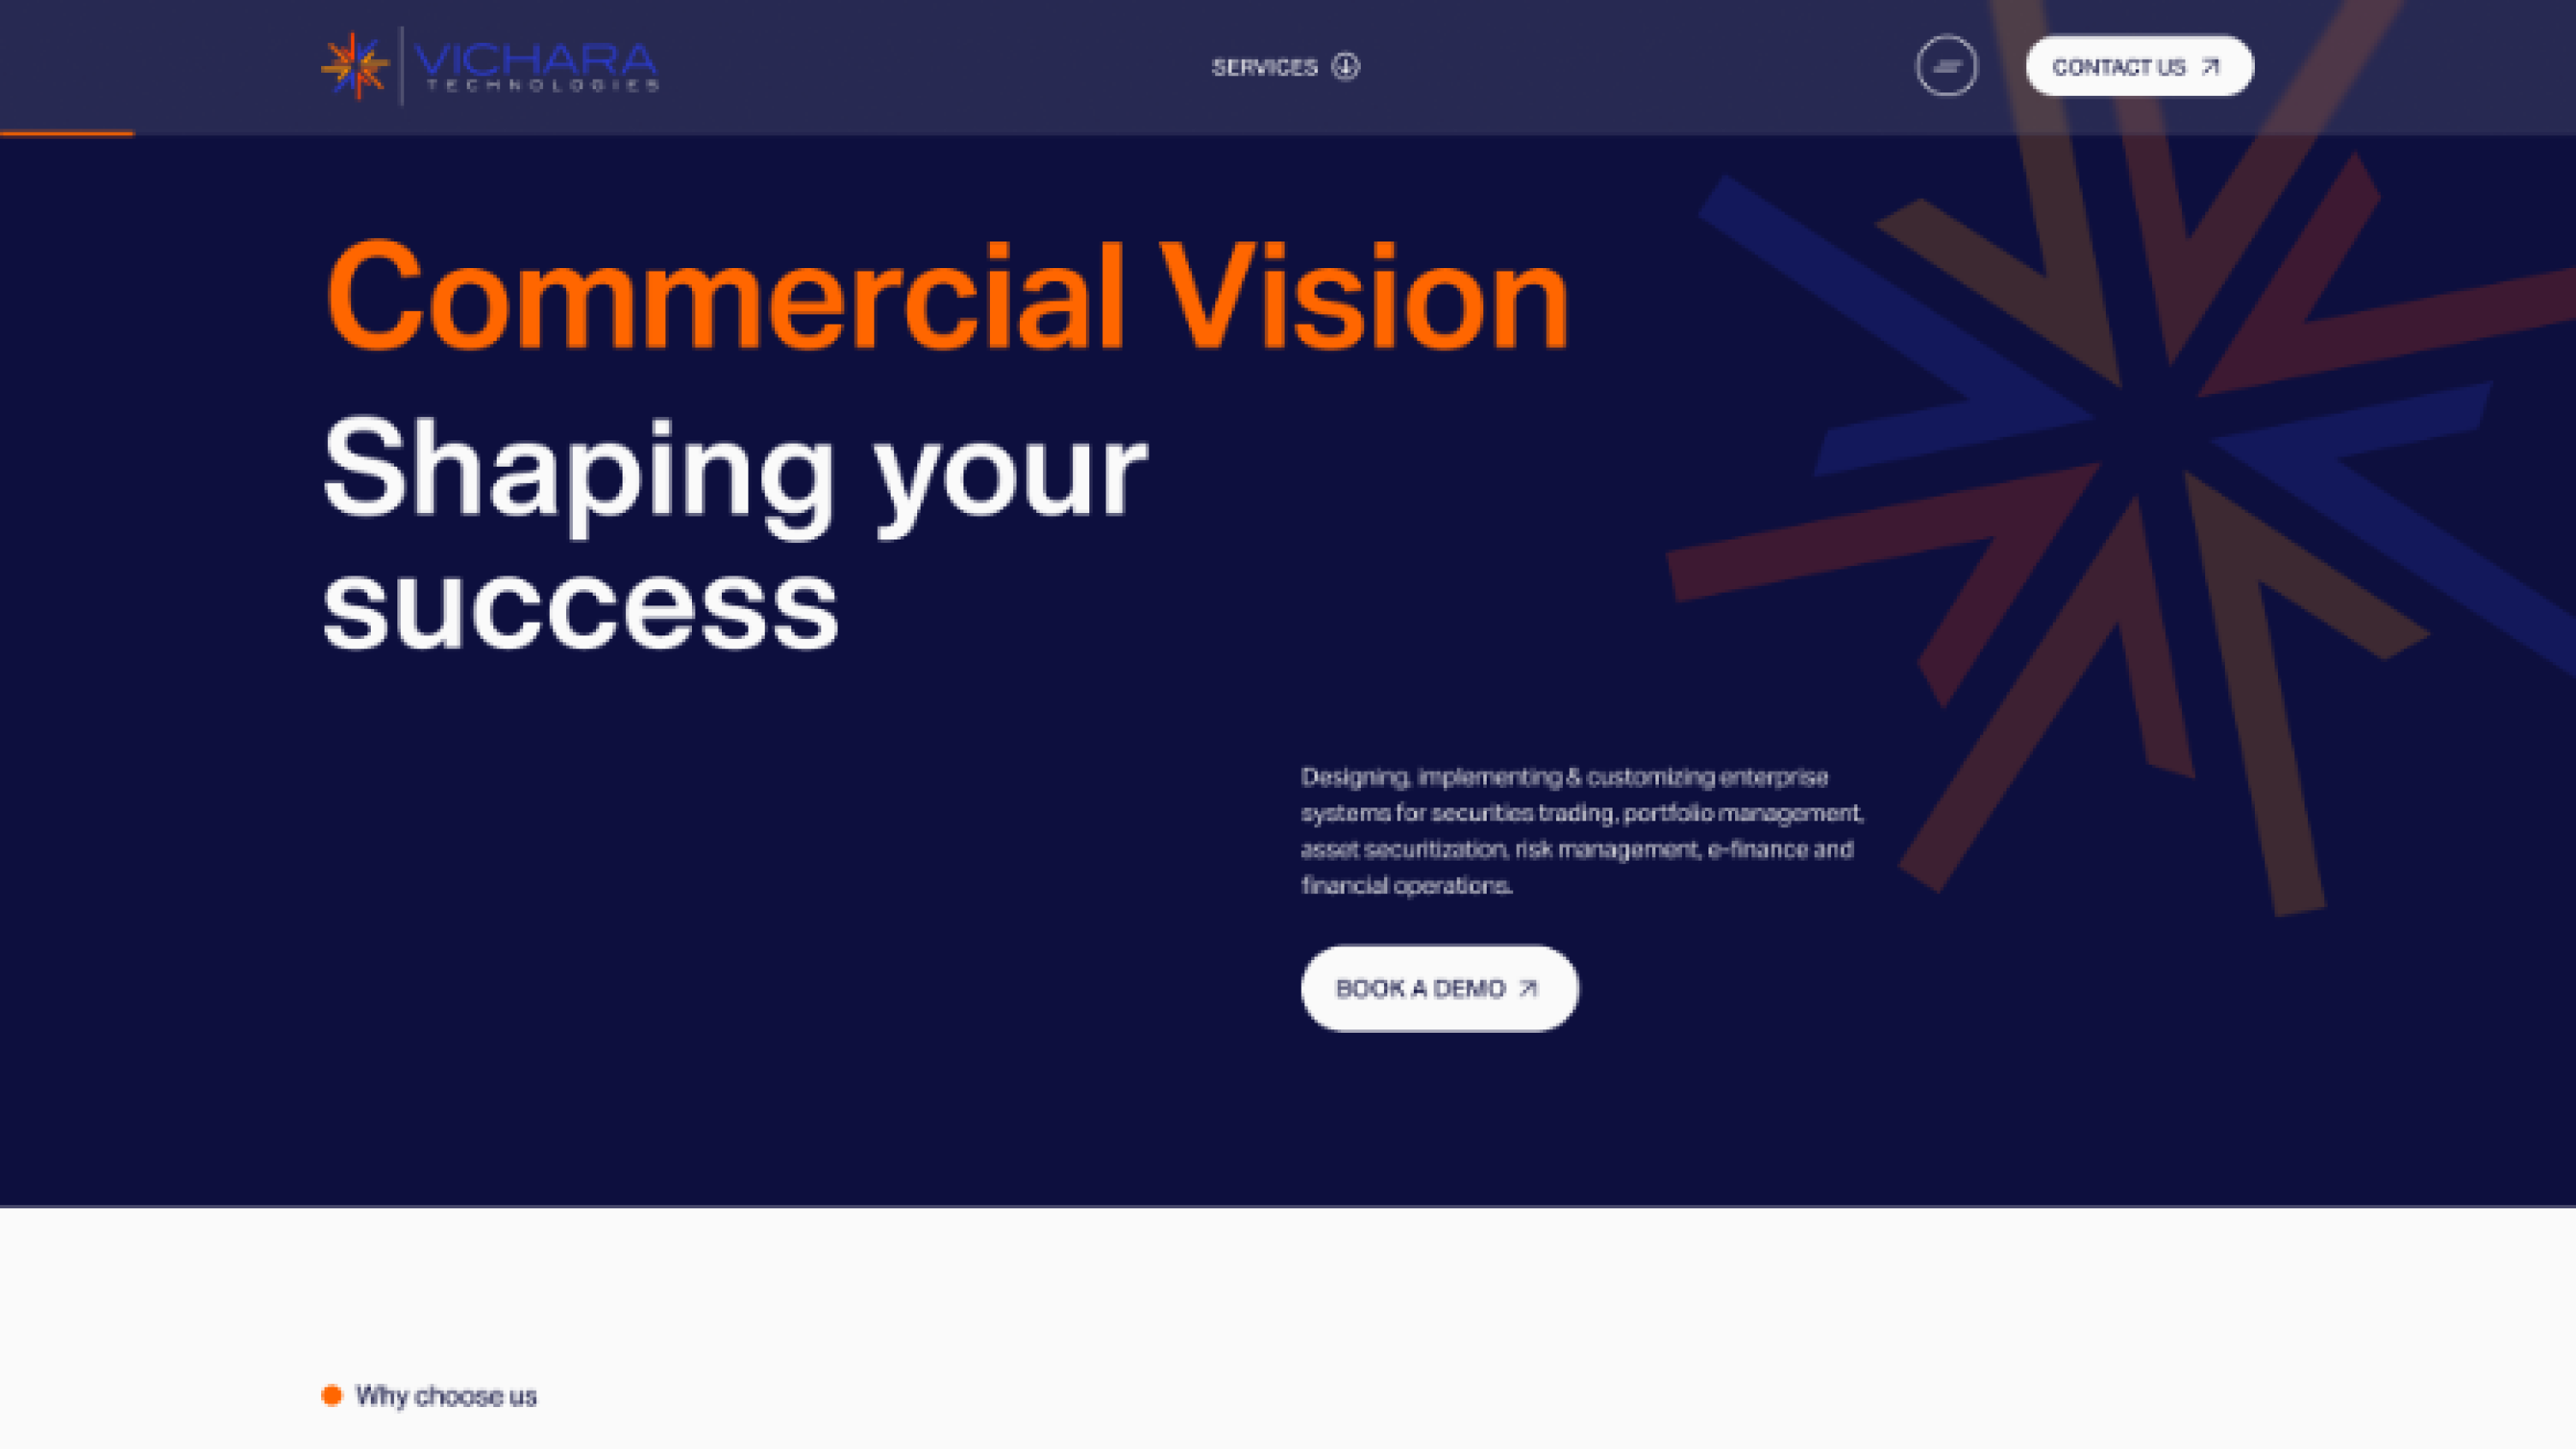 VICHARA
TECHNOLOGIES
SERVICES
CONTACT US
Commercial Vision
Shaping your
success
Designing, implementing & customizing enterprise
systems for securities trading, portfolio management,
asset securitization, risk management, e-finance and
financial operations.
BOOK A DEMO
Why choose us